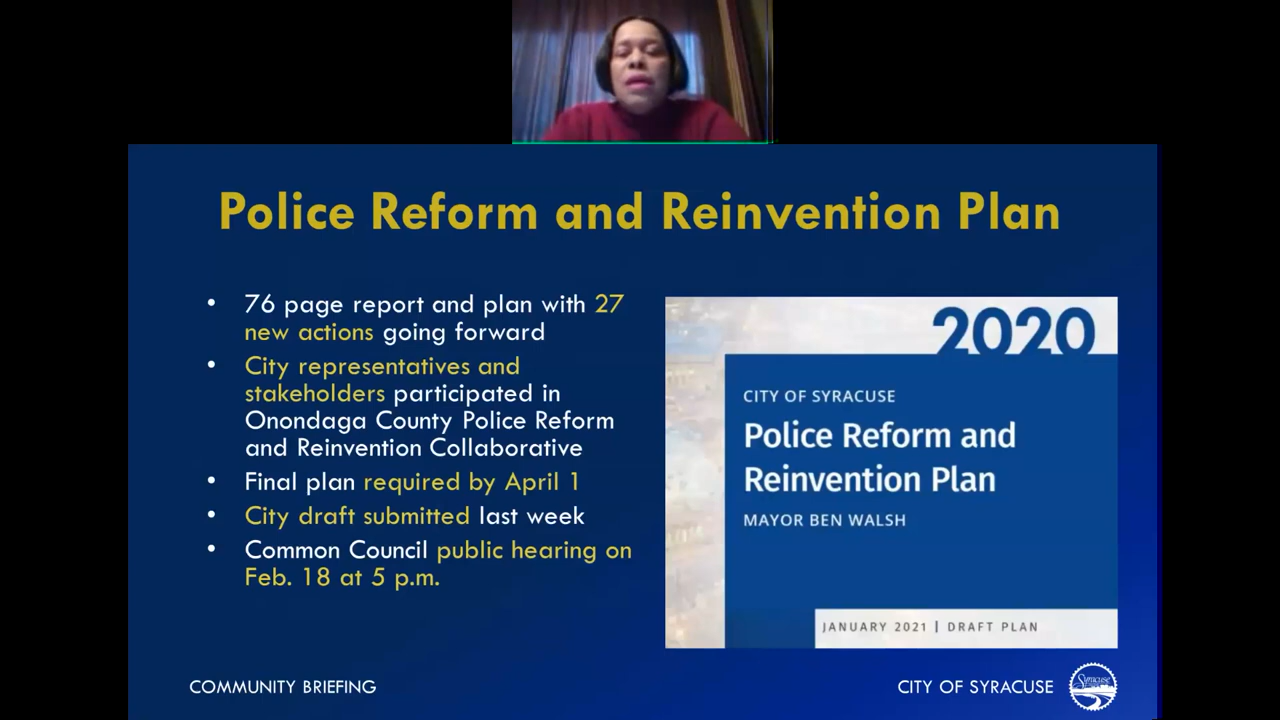 Police Reform and Reinvention Plan
• 76 page report and plan with 27
new actions going forward
• City representatives and
stakeholders participated in
Onondaga County Police Reform
and Reinvention Collaborative
• Final plan required by April 1
• City draft submitted last week
• Common Council public hearing on
Feb. 18 at 5 p.m.
2020
CITY OF SYRACUSE
Police Reform and
Reinvention Plan
MAYOR BEN WALSH
JANUARY 2021 | DRAFT PLAN
COMMUNITY BRIEFING
CITY OF SYRACUSE
Syracuse